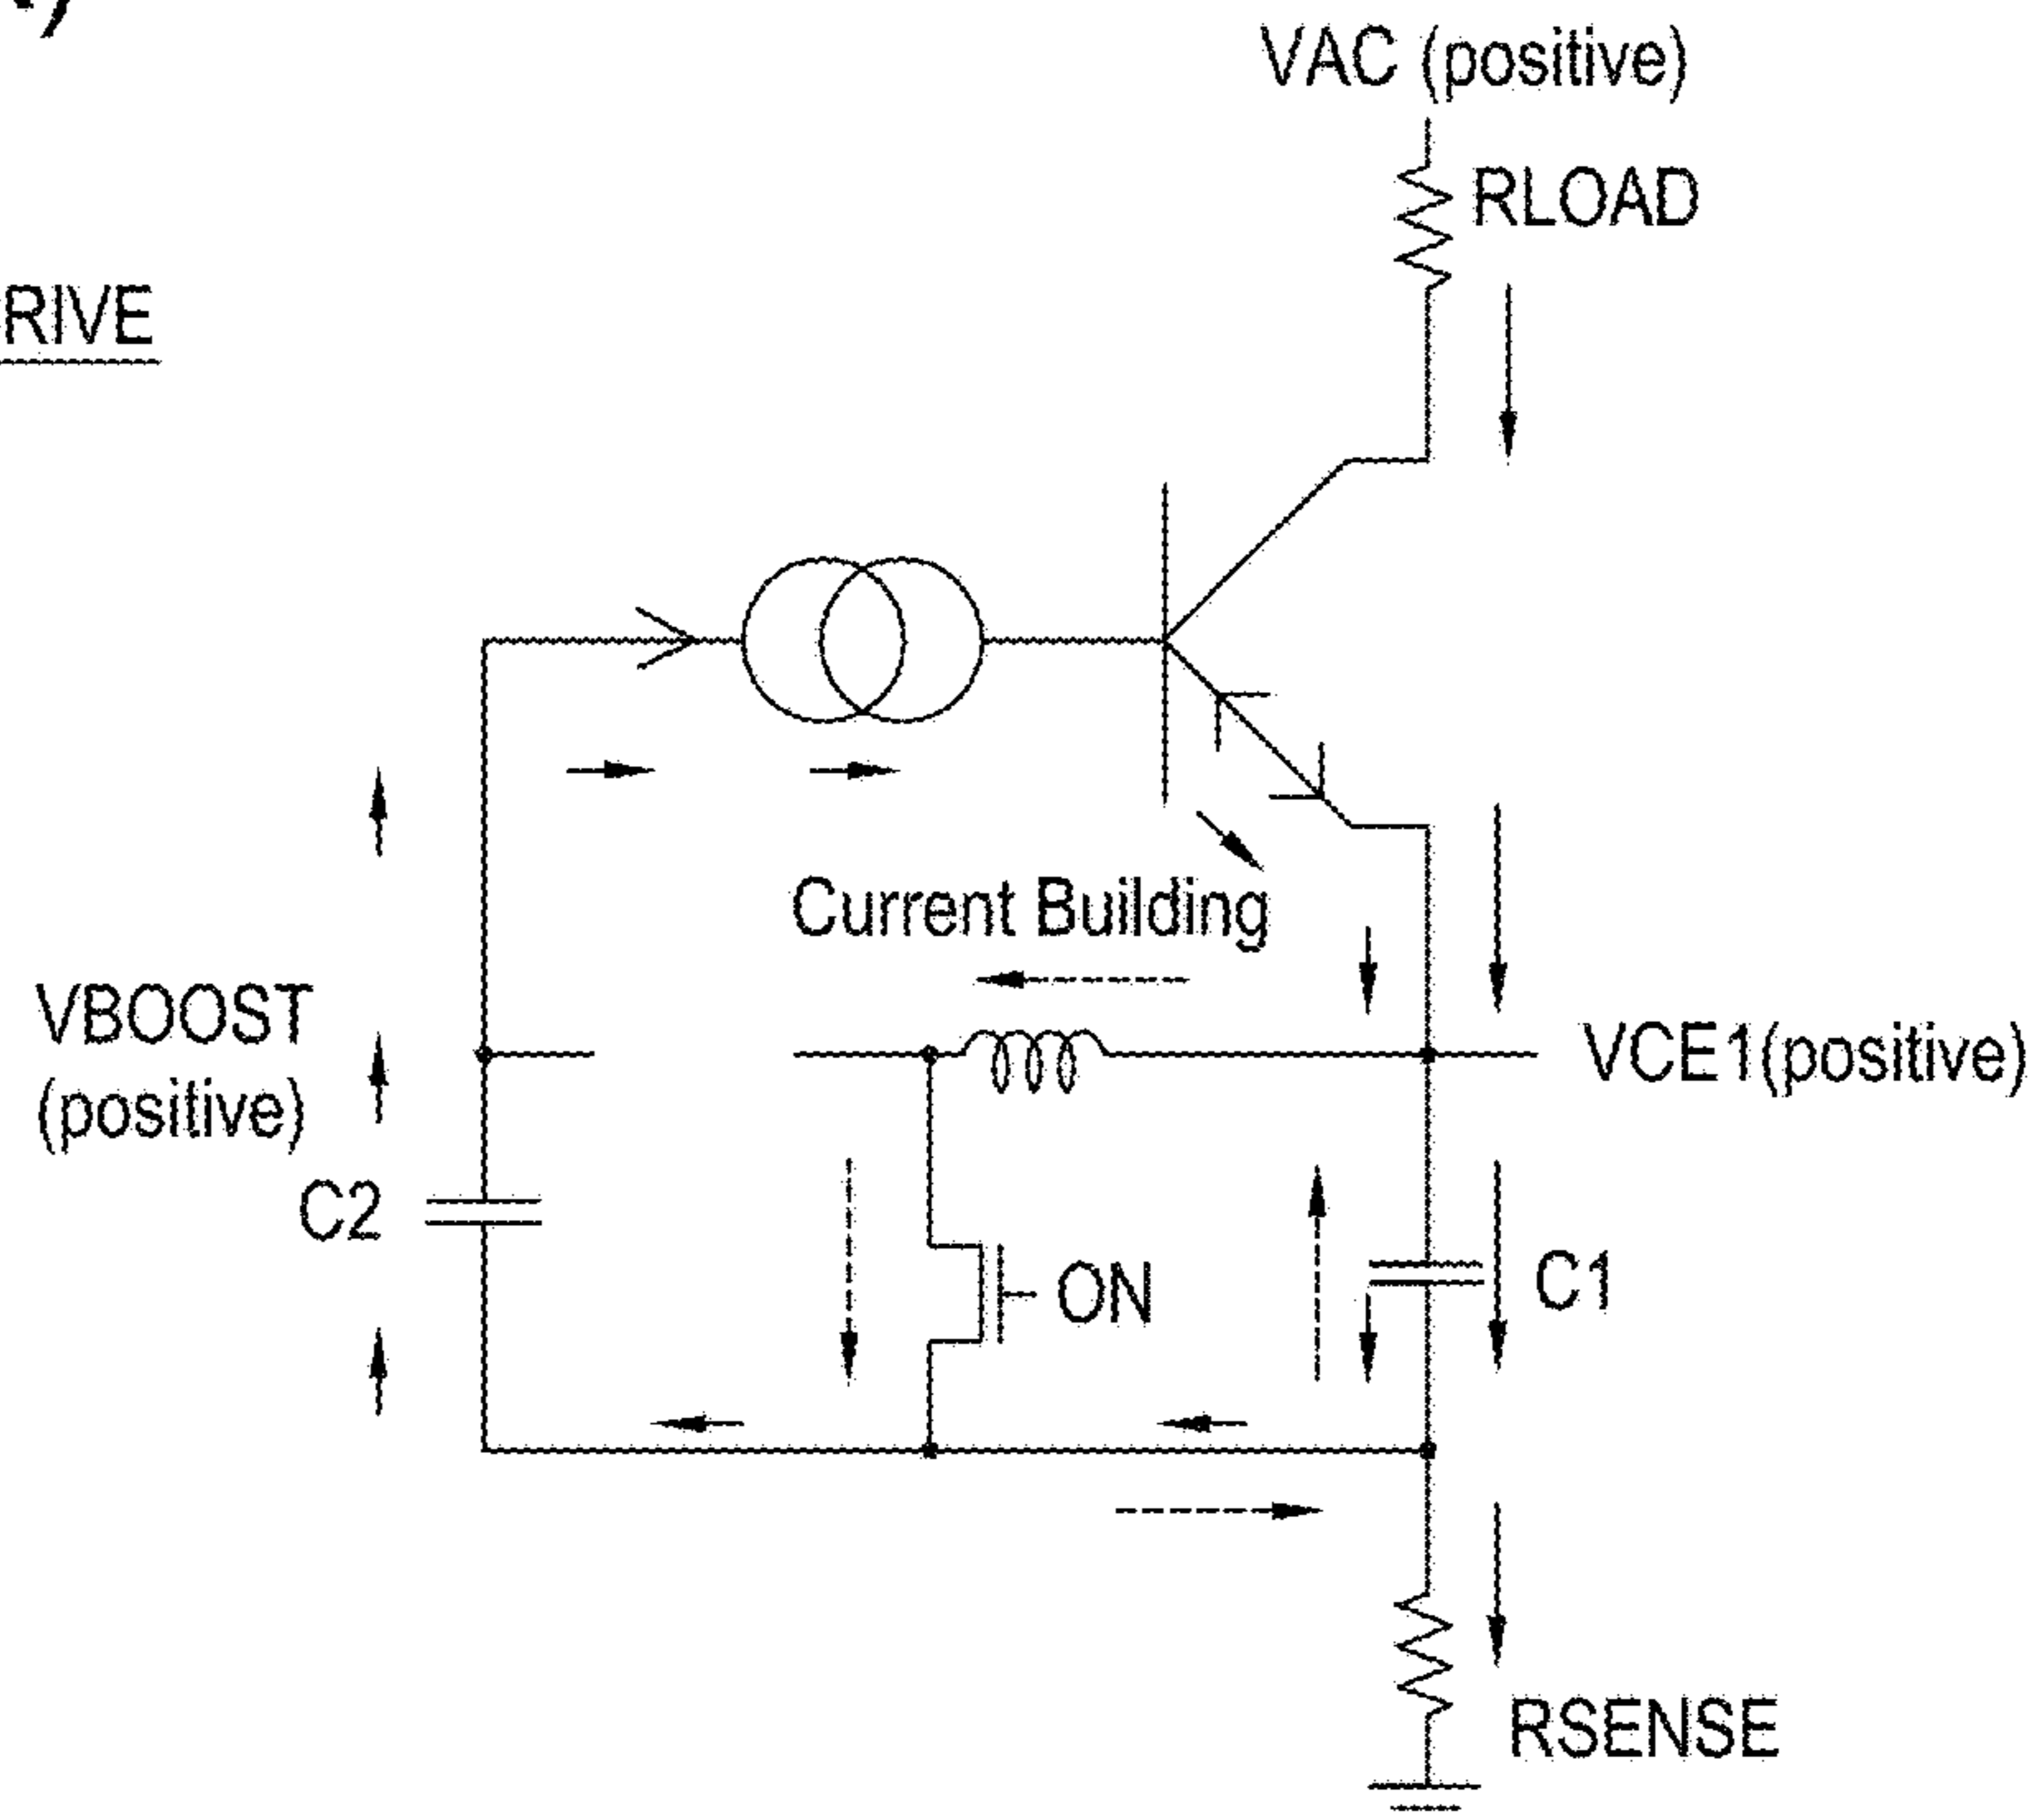 VAC (positive)
RLOAD
RIVE
Current Building
VBOOST
(positive)
VCE1(positive)
C2
ON
C1
RSENSE